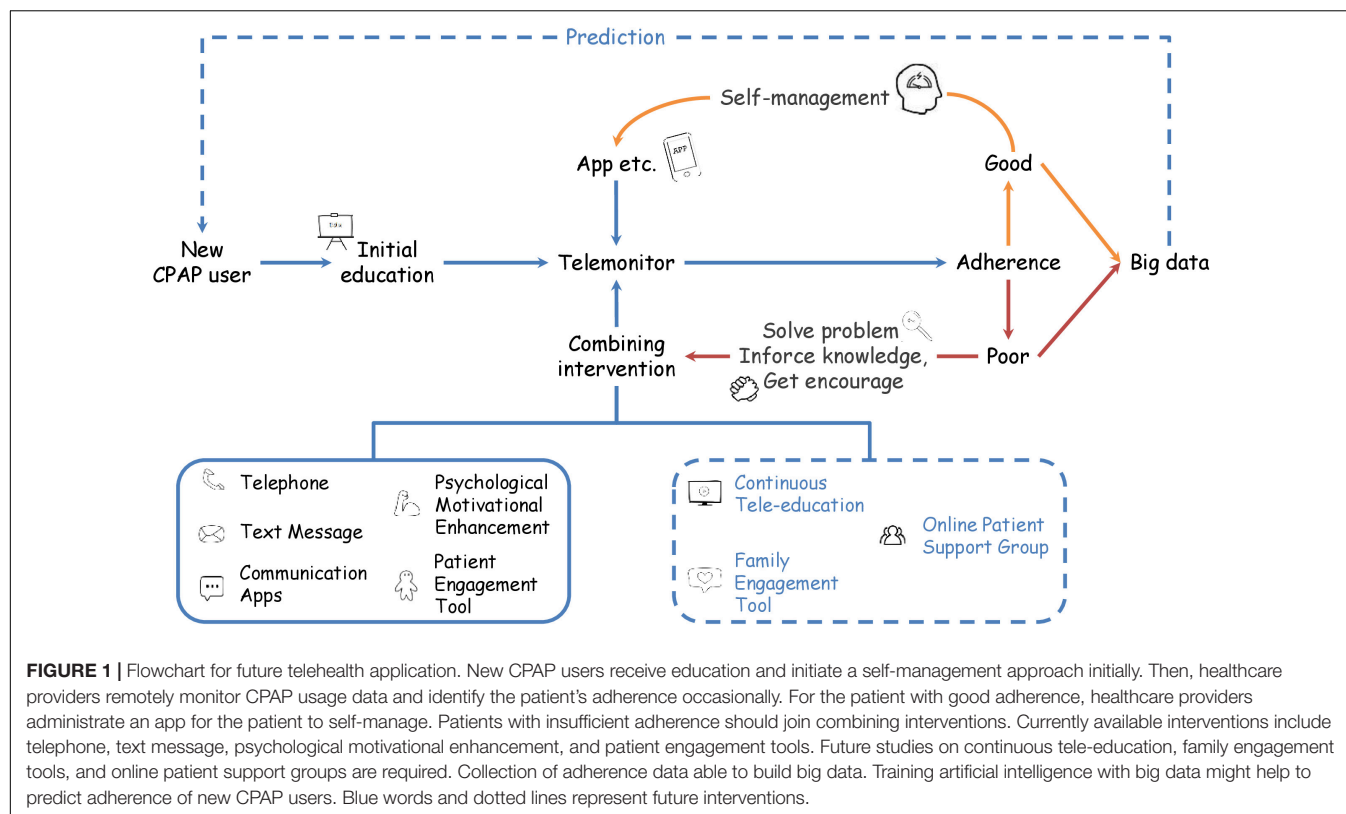 Prediction
Self-management
App etc.
APP
Good
New
CPAP user
Initial
education
Telemonitor
Adherence
Big data
Combining
intervention
Solve problem
Inforce knowledge,
Get encourage
Poor
Telephone
Text Message
Communication
Apps
Psychological
Motivational
Enhancement
Patient
Engagement
Tool
Continuous
Tele-education
Family
Engagement
Tool
Online Patient
Support Group
FIGURE 1 | Flowchart for future telehealth application. New CPAP users receive education and initiate a self-management approach initially. Then, healthcare
providers remotely monitor CPAP usage data and identify the patient's adherence occasionally. For the patient with good adherence, healthcare providers
administrate an app for the patient to self-manage. Patients with insufficient adherence should join combining interventions. Currently available interventions include
telephone, text message, psychological motivational enhancement, and patient engagement tools. Future studies on continuous tele-education, family engagement
tools, and online patient support groups are required. Collection of adherence data able to build big data. Training artificial intelligence with big data might help to
predict adherence of new CPAP users. Blue words and dotted lines represent future interventions.